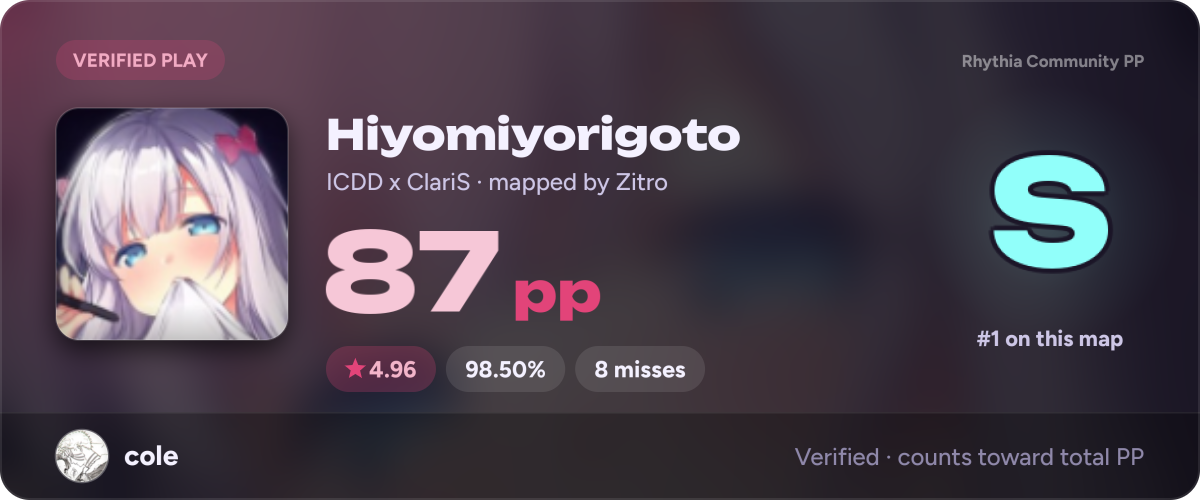 VERIFIED PLAY
Rhythia Community PP
Hiyomiyorigoto
ICDD x ClariS · mapped by Zitro
87 pp
S
#1 on this map
★ 4.96
98.50%
8 misses
cole
Verified · counts toward total PP